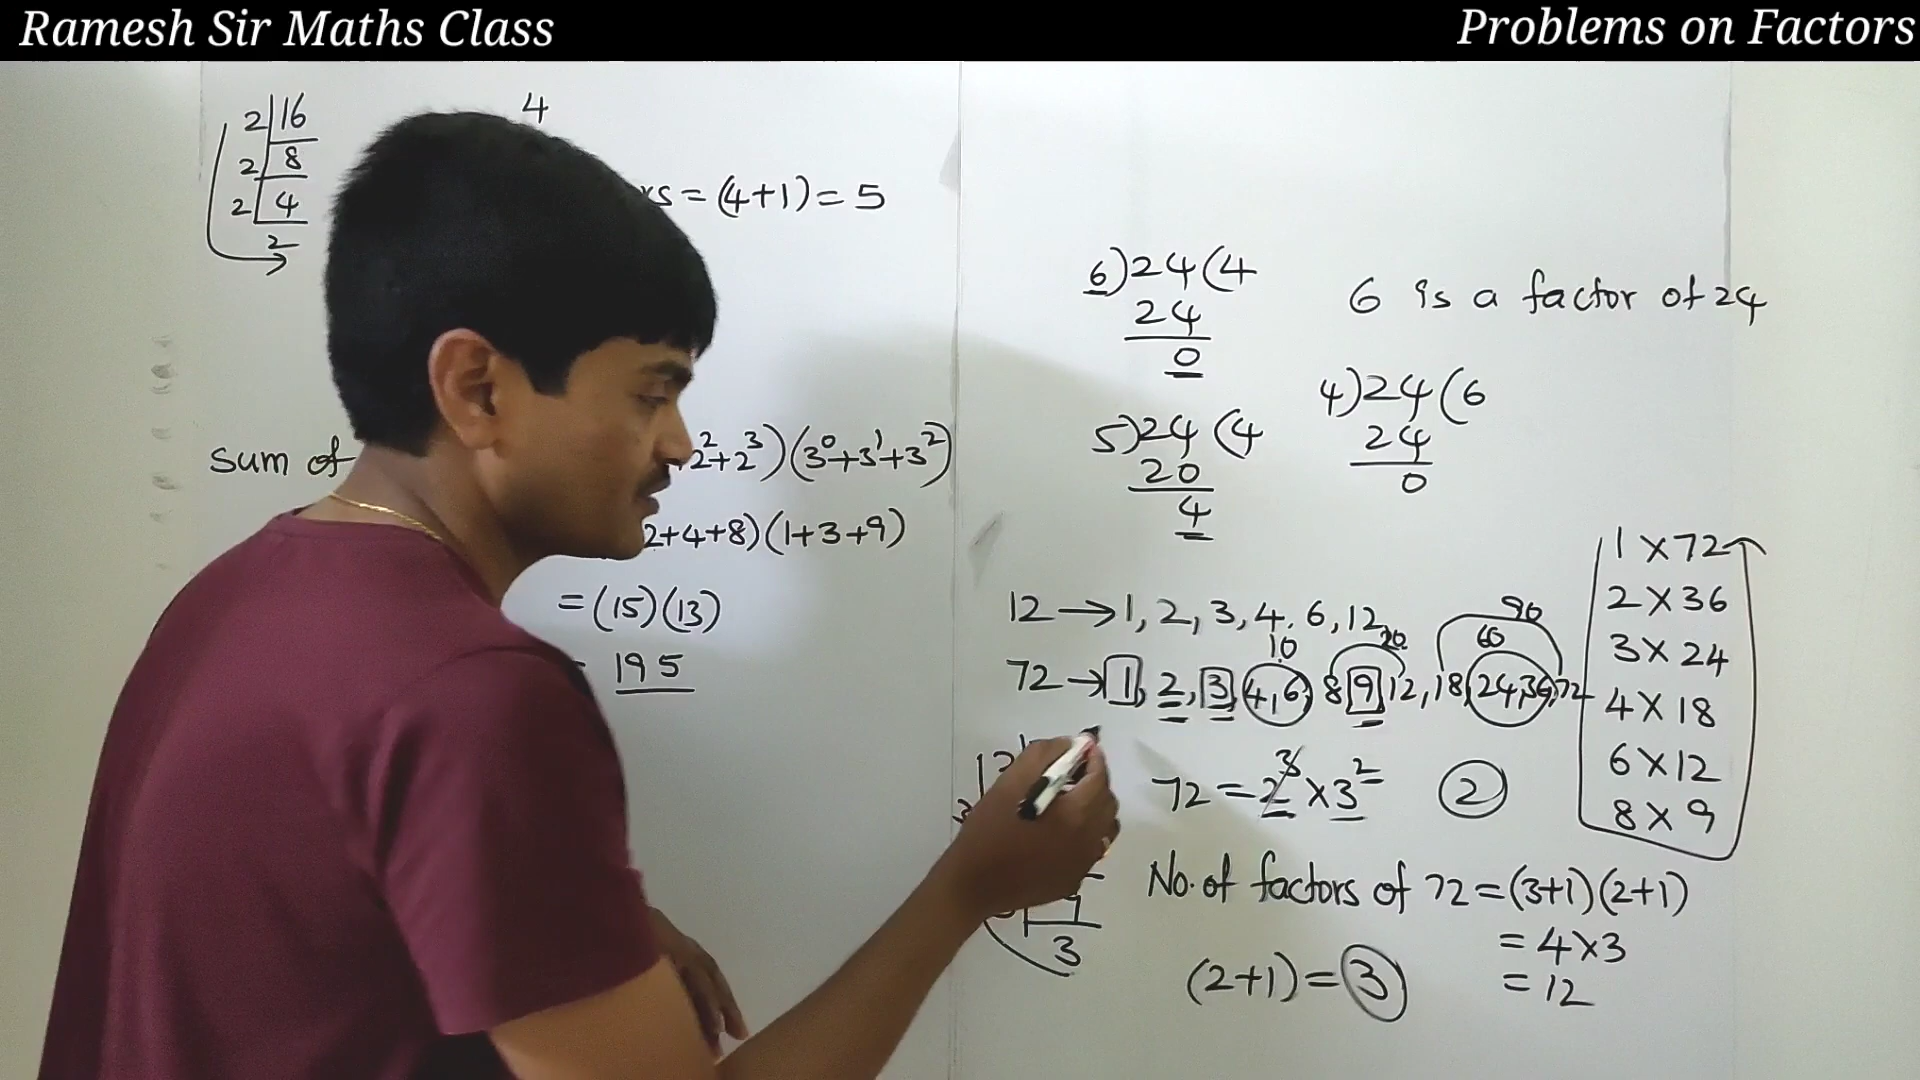 Ramesh Sir Maths Class
Problems on Factors
2 | 16
2 | 8
2 | 4
2
4
= (4+1) = 5
sum of
2² + 2³)(3⁰+3¹+3²)
2+4+8)(1+3+9)
= (15)(13)
195
6)24(4
24
0
6 is a factor of 24
5)24(4
20
4
4)24(6
24
0
12 → 1, 2, 3, 4, 6, 12
10 20 60 90
72 → 1, 2, 3, 4, 6, 8 9 12, 18, 24, 36, 72
1 × 72
2 × 36
3 × 24
4 × 18
6 × 12
8 × 9
72 = 2³ × 3²
2
3
No. of factors of 72 = (3+1)(2+1)
= 4×3
= 12
(2+1) = 3